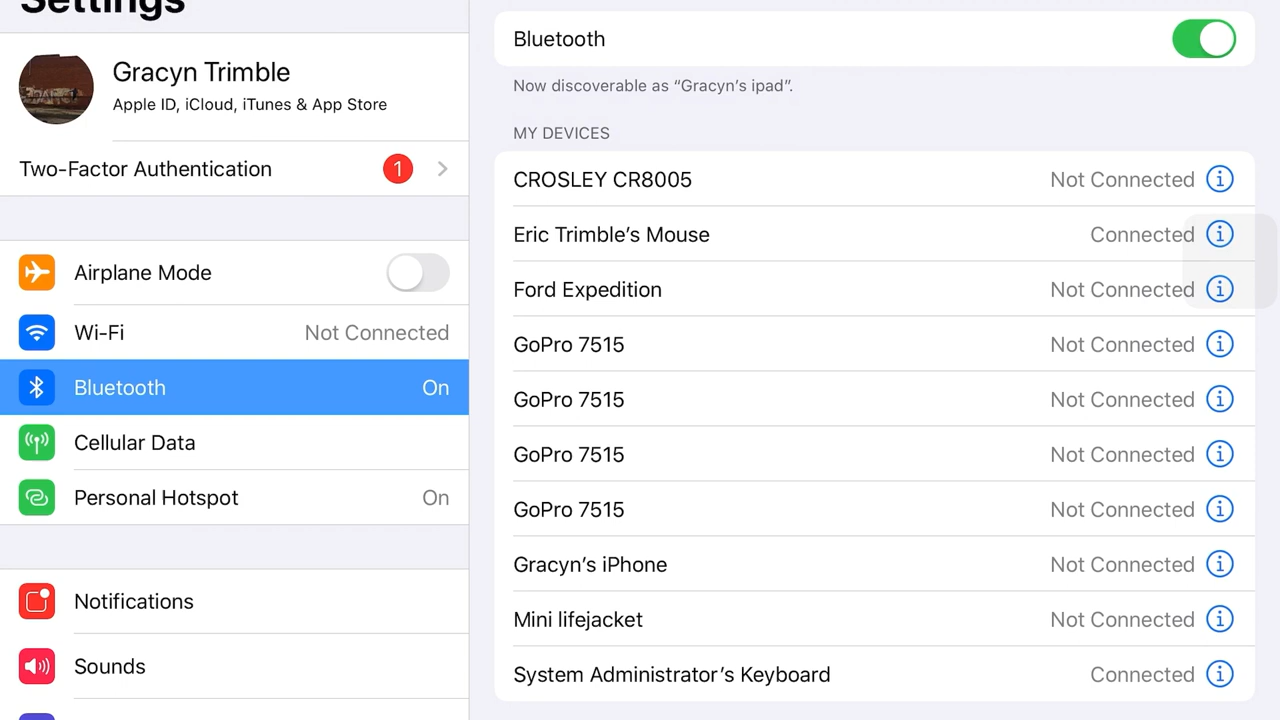 Settings
Gracyn Trimble
Apple ID, iCloud, iTunes & App Store
Two-Factor Authentication 1
Airplane Mode
Wi-Fi Not Connected
Bluetooth On
Cellular Data
Personal Hotspot On
Notifications
Sounds
Bluetooth
Now discoverable as “Gracyn’s ipad”.
MY DEVICES
CROSLEY CR8005 Not Connected
Eric Trimble’s Mouse Connected
Ford Expedition Not Connected
GoPro 7515 Not Connected
GoPro 7515 Not Connected
GoPro 7515 Not Connected
GoPro 7515 Not Connected
Gracyn’s iPhone Not Connected
Mini lifejacket Not Connected
System Administrator’s Keyboard Connected